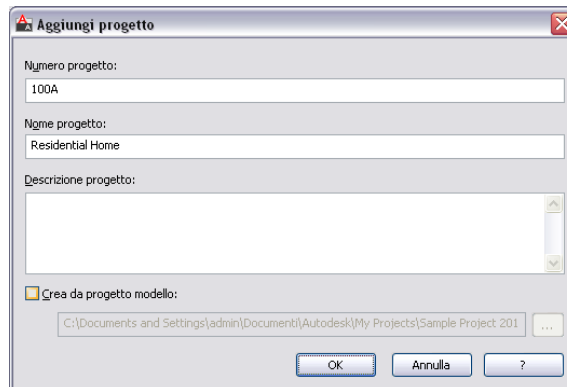 Aggiungi progetto
Numero progetto:
100A
Nome progetto:
Residential Home
Descrizione progetto:
Crea da progetto modello:
C:\Documents and Settings\admin\Documenti\Autodesk\My Projects\Sample Project 201
...
OK
Annulla
?